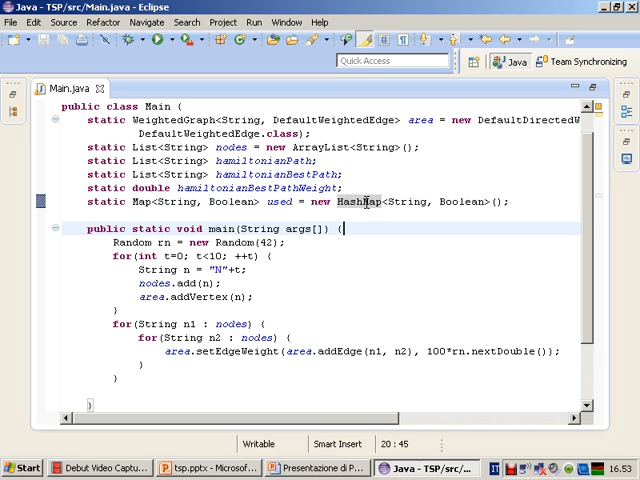 Java - TSP/src/Main.java - Eclipse
File Edit Source Refactor Navigate Search Project Run Window Help
Quick Access
Java
Team Synchronizing
Main.java
public class Main {
static WeightedGraph<String, DefaultWeightedEdge> area = new DefaultDirectedW
DefaultWeightedEdge.class);
static List<String> nodes = new ArrayList<String>();
static List<String> hamiltonianPath;
static List<String> hamiltonianBestPath;
static double hamiltonianBestPathWeight;
static Map<String, Boolean> used = new HashMap<String, Boolean>();
public static void main(String args[]) {
Random rn = new Random(42);
for(int t=0; t<10; ++t) {
String n = "N"+t;
nodes.add(n);
area.addVertex(n);
}
for(String n1 : nodes) {
for(String n2 : nodes) {
area.setEdgeWeight(area.addEdge(n1, n2), 100*rn.nextDouble());
}
}
}
Writable
Smart Insert
20 : 45
Start
Debut Video Captu...
tsp.pptx - Microsof...
Presentazione di P...
Java - TSP/src/...
IT
16.53